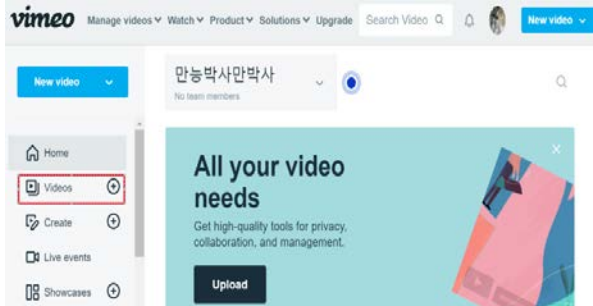 vimeo Manage videos Watch Product Solutions Upgrade Search Video New video
New video
만능박사만박사
No team members
Home
Videos
Create
Live events
Showcases
All your video
needs
Get high-quality tools for privacy,
collaboration, and management.
Upload